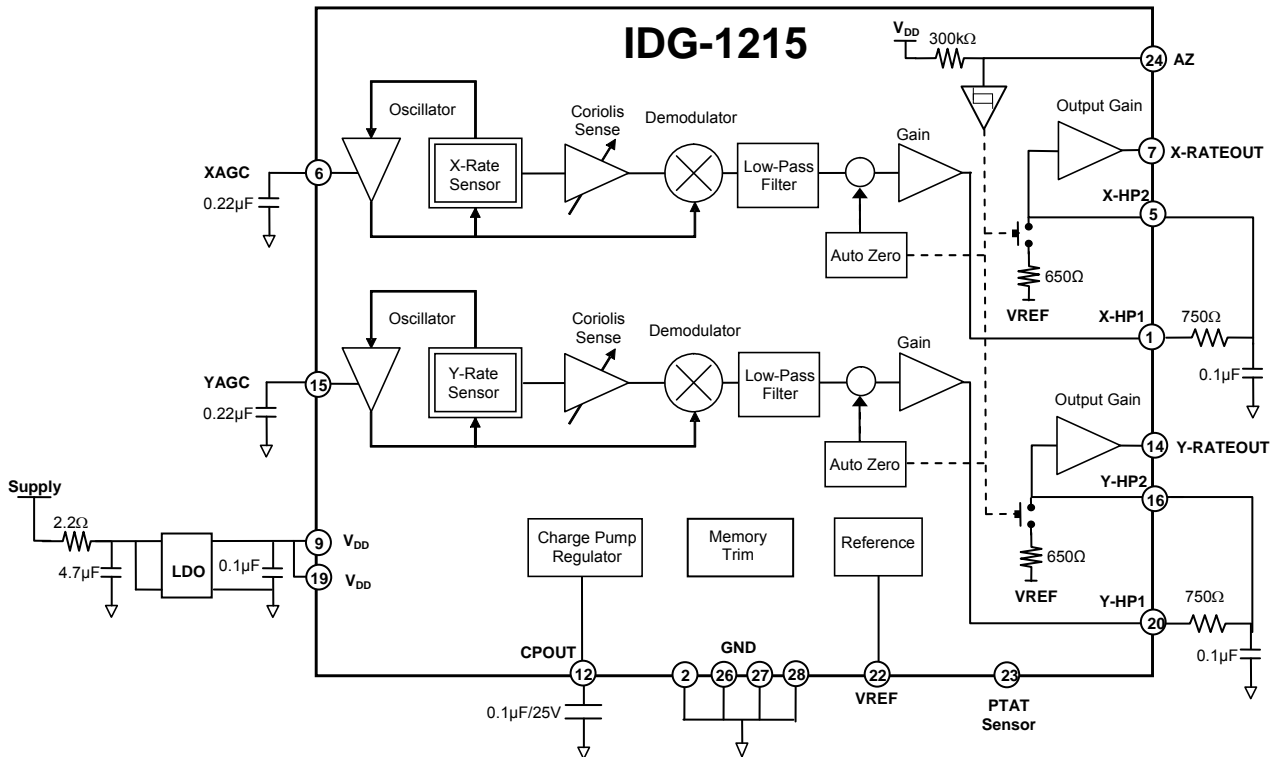 IDG-1215
V_DD
300kΩ
24
AZ
Oscillator
Coriolis
Sense
Demodulator
Gain
Output Gain
XAGC
6
0.22µF
X-Rate
Sensor
Low-Pass
Filter
7
X-RATEOUT
X-HP2
5
Auto Zero
650Ω
VREF
X-HP1
1
750Ω
0.1µF
Oscillator
Coriolis
Sense
Demodulator
Gain
YAGC
15
0.22µF
Y-Rate
Sensor
Low-Pass
Filter
Output Gain
14
Y-RATEOUT
Auto Zero
Y-HP2
16
Supply
2.2Ω
4.7µF
LDO
0.1µF
9
V_DD
19
V_DD
Charge Pump
Regulator
Memory
Trim
Reference
650Ω
VREF
Y-HP1
20
750Ω
0.1µF
CPOUT
12
0.1µF/25V
GND
2
26
27
28
22
VREF
23
PTAT
Sensor